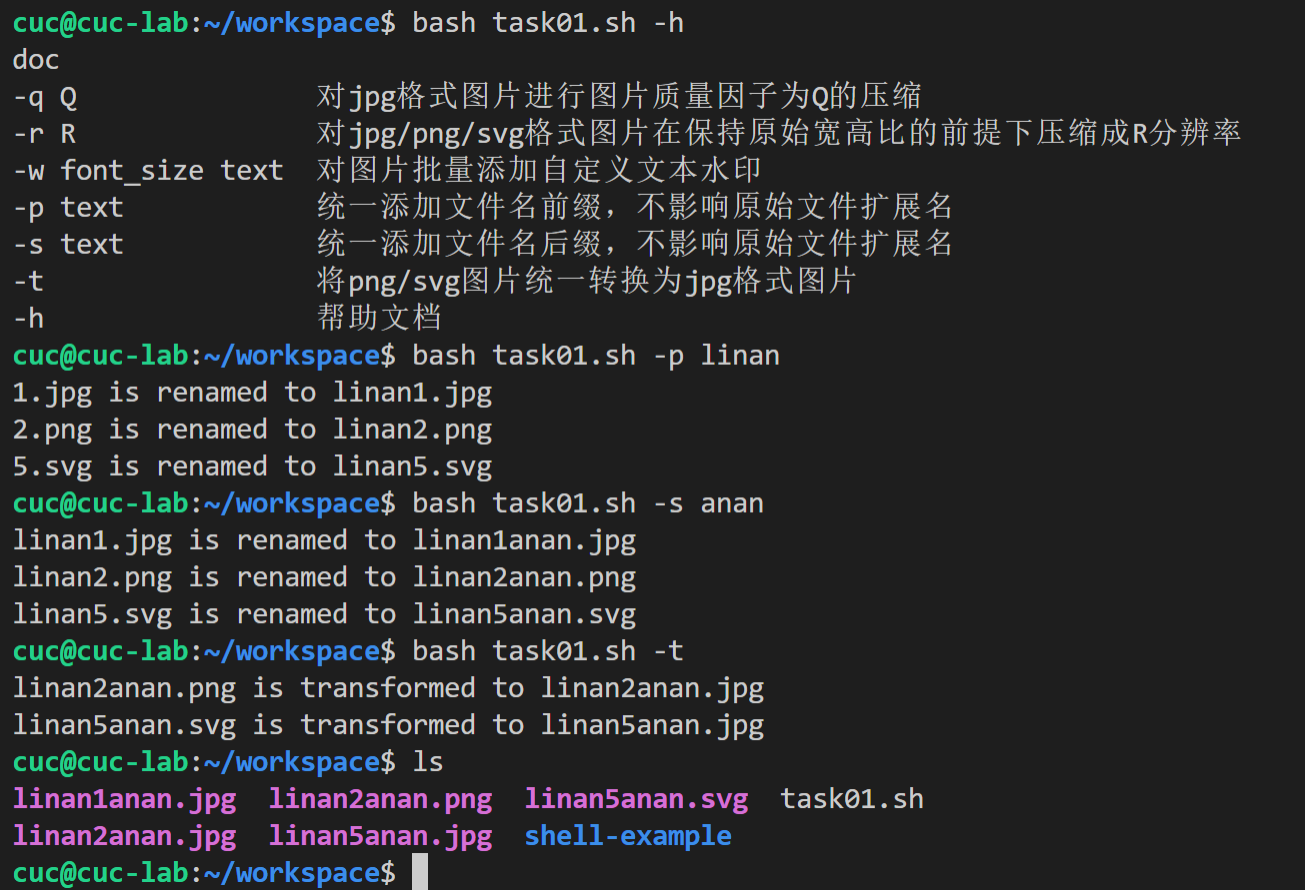 cuc@cuc-lab:~/workspace$ bash task01.sh -h
doc
-q Q                 对jpg格式图片进行图片质量因子为Q的压缩
-r R                 对jpg/png/svg格式图片在保持原始宽高比的前提下压缩成R分辨率
-w font_size text  对图片批量添加自定义文本水印
-p text              统一添加文件名前缀，不影响原始文件扩展名
-s text              统一添加文件名后缀，不影响原始文件扩展名
-t                   将png/svg图片统一转换为jpg格式图片
-h                   帮助文档
cuc@cuc-lab:~/workspace$ bash task01.sh -p linan
1.jpg is renamed to linan1.jpg
2.png is renamed to linan2.png
5.svg is renamed to linan5.svg
cuc@cuc-lab:~/workspace$ bash task01.sh -s anan
linan1.jpg is renamed to linan1anan.jpg
linan2.png is renamed to linan2anan.png
linan5.svg is renamed to linan5anan.svg
cuc@cuc-lab:~/workspace$ bash task01.sh -t
linan2anan.png is transformed to linan2anan.jpg
linan5anan.svg is transformed to linan5anan.jpg
cuc@cuc-lab:~/workspace$ ls
linan1anan.jpg  linan2anan.png  linan5anan.svg  task01.sh
linan2anan.jpg  linan5anan.jpg  shell-example
cuc@cuc-lab:~/workspace$